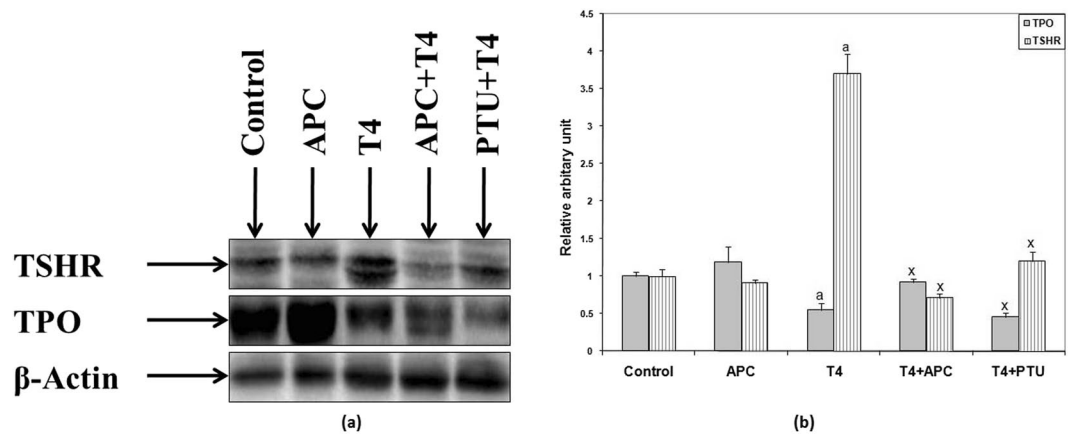 Control
APC
T4
APC+T4
PTU+T4
TSHR
TPO
β-Actin
(a)
Relative arbitary unit
4.5
4
3.5
3
2.5
2
1.5
1
0.5
0
TPO
TSHR
a
a
x
x
x
x
Control
APC
T4
T4+APC
T4+PTU
(b)